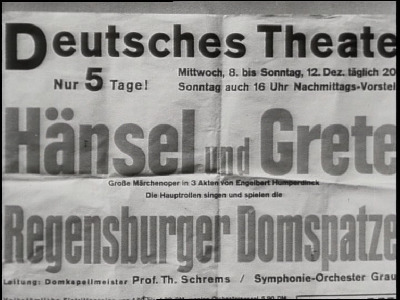 Deutsches Theate
Nur 5 Tage!
Mittwoch, 8. bis Sonntag, 12. Dez. täglich 20
Sonntag auch 16 Uhr Nachmittags-Vorstel
Hänsel und Grete
Große Märchenoper in 3 Akten von Engelbert Humperdinck
Die Hauptrollen singen und spielen die
Regensburger Domspatze
Leitung: Domkapellmeister Prof. Th. Schrems / Symphonie-Orchester Grau